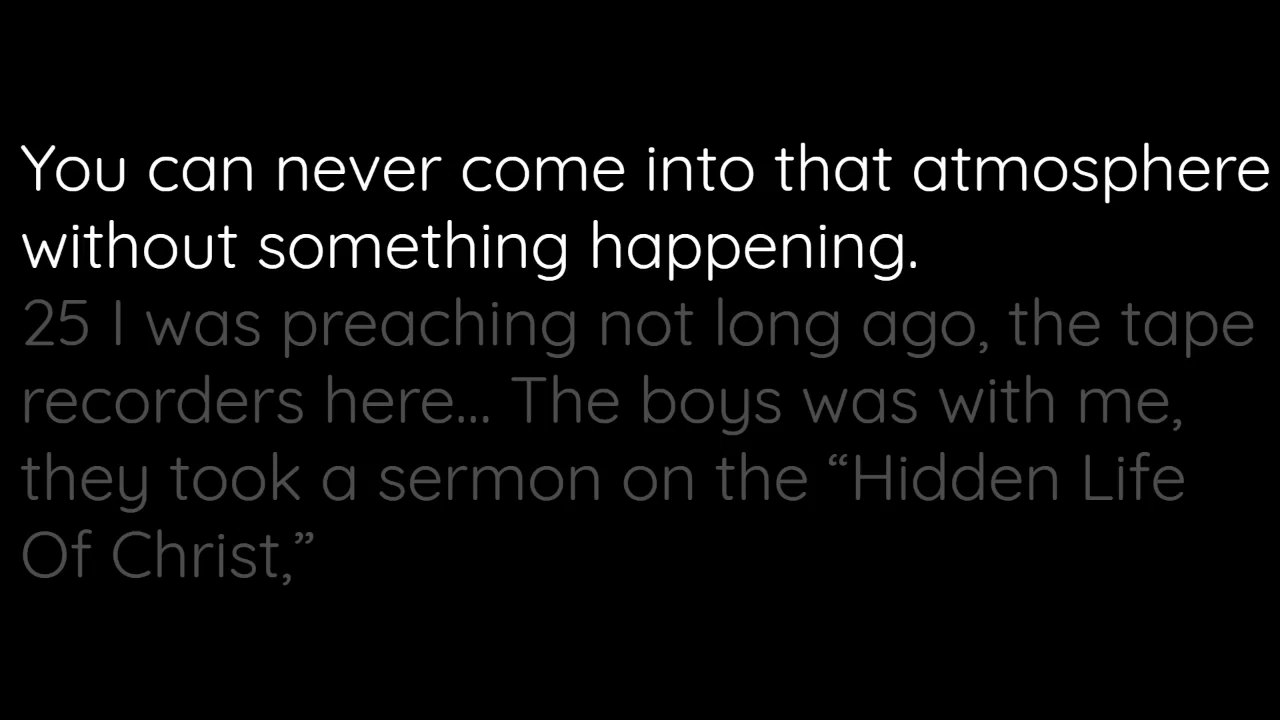 You can never come into that atmosphere
without something happening.
25 I was preaching not long ago, the tape
recorders here... The boys was with me,
they took a sermon on the “Hidden Life
Of Christ,”